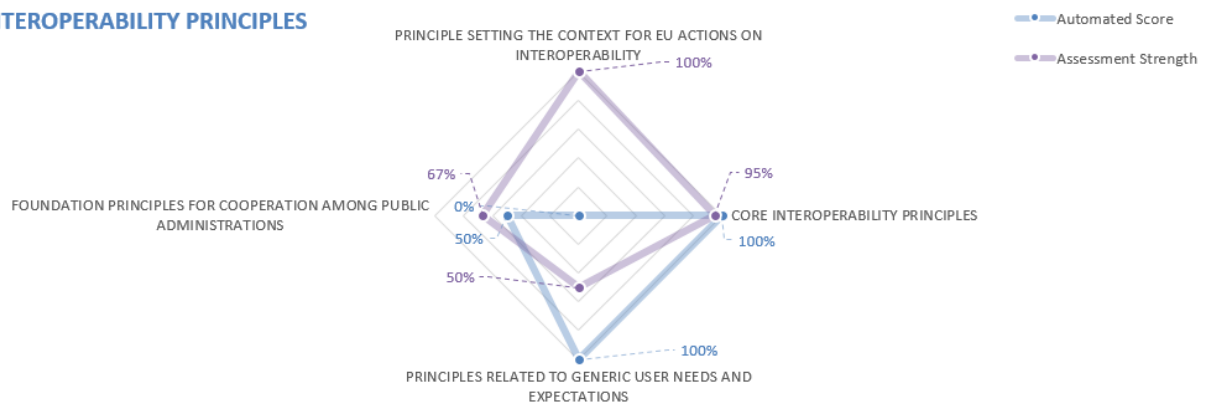 NTEROPERABILITY PRINCIPLES
Automated Score
Assessment Strength
PRINCIPLE SETTING THE CONTEXT FOR EU ACTIONS ON
INTEROPERABILITY
100%
67%
95%
FOUNDATION PRINCIPLES FOR COOPERATION AMONG PUBLIC
ADMINISTRATIONS
0%
CORE INTEROPERABILITY PRINCIPLES
50%
100%
50%
100%
PRINCIPLES RELATED TO GENERIC USER NEEDS AND
EXPECTATIONS